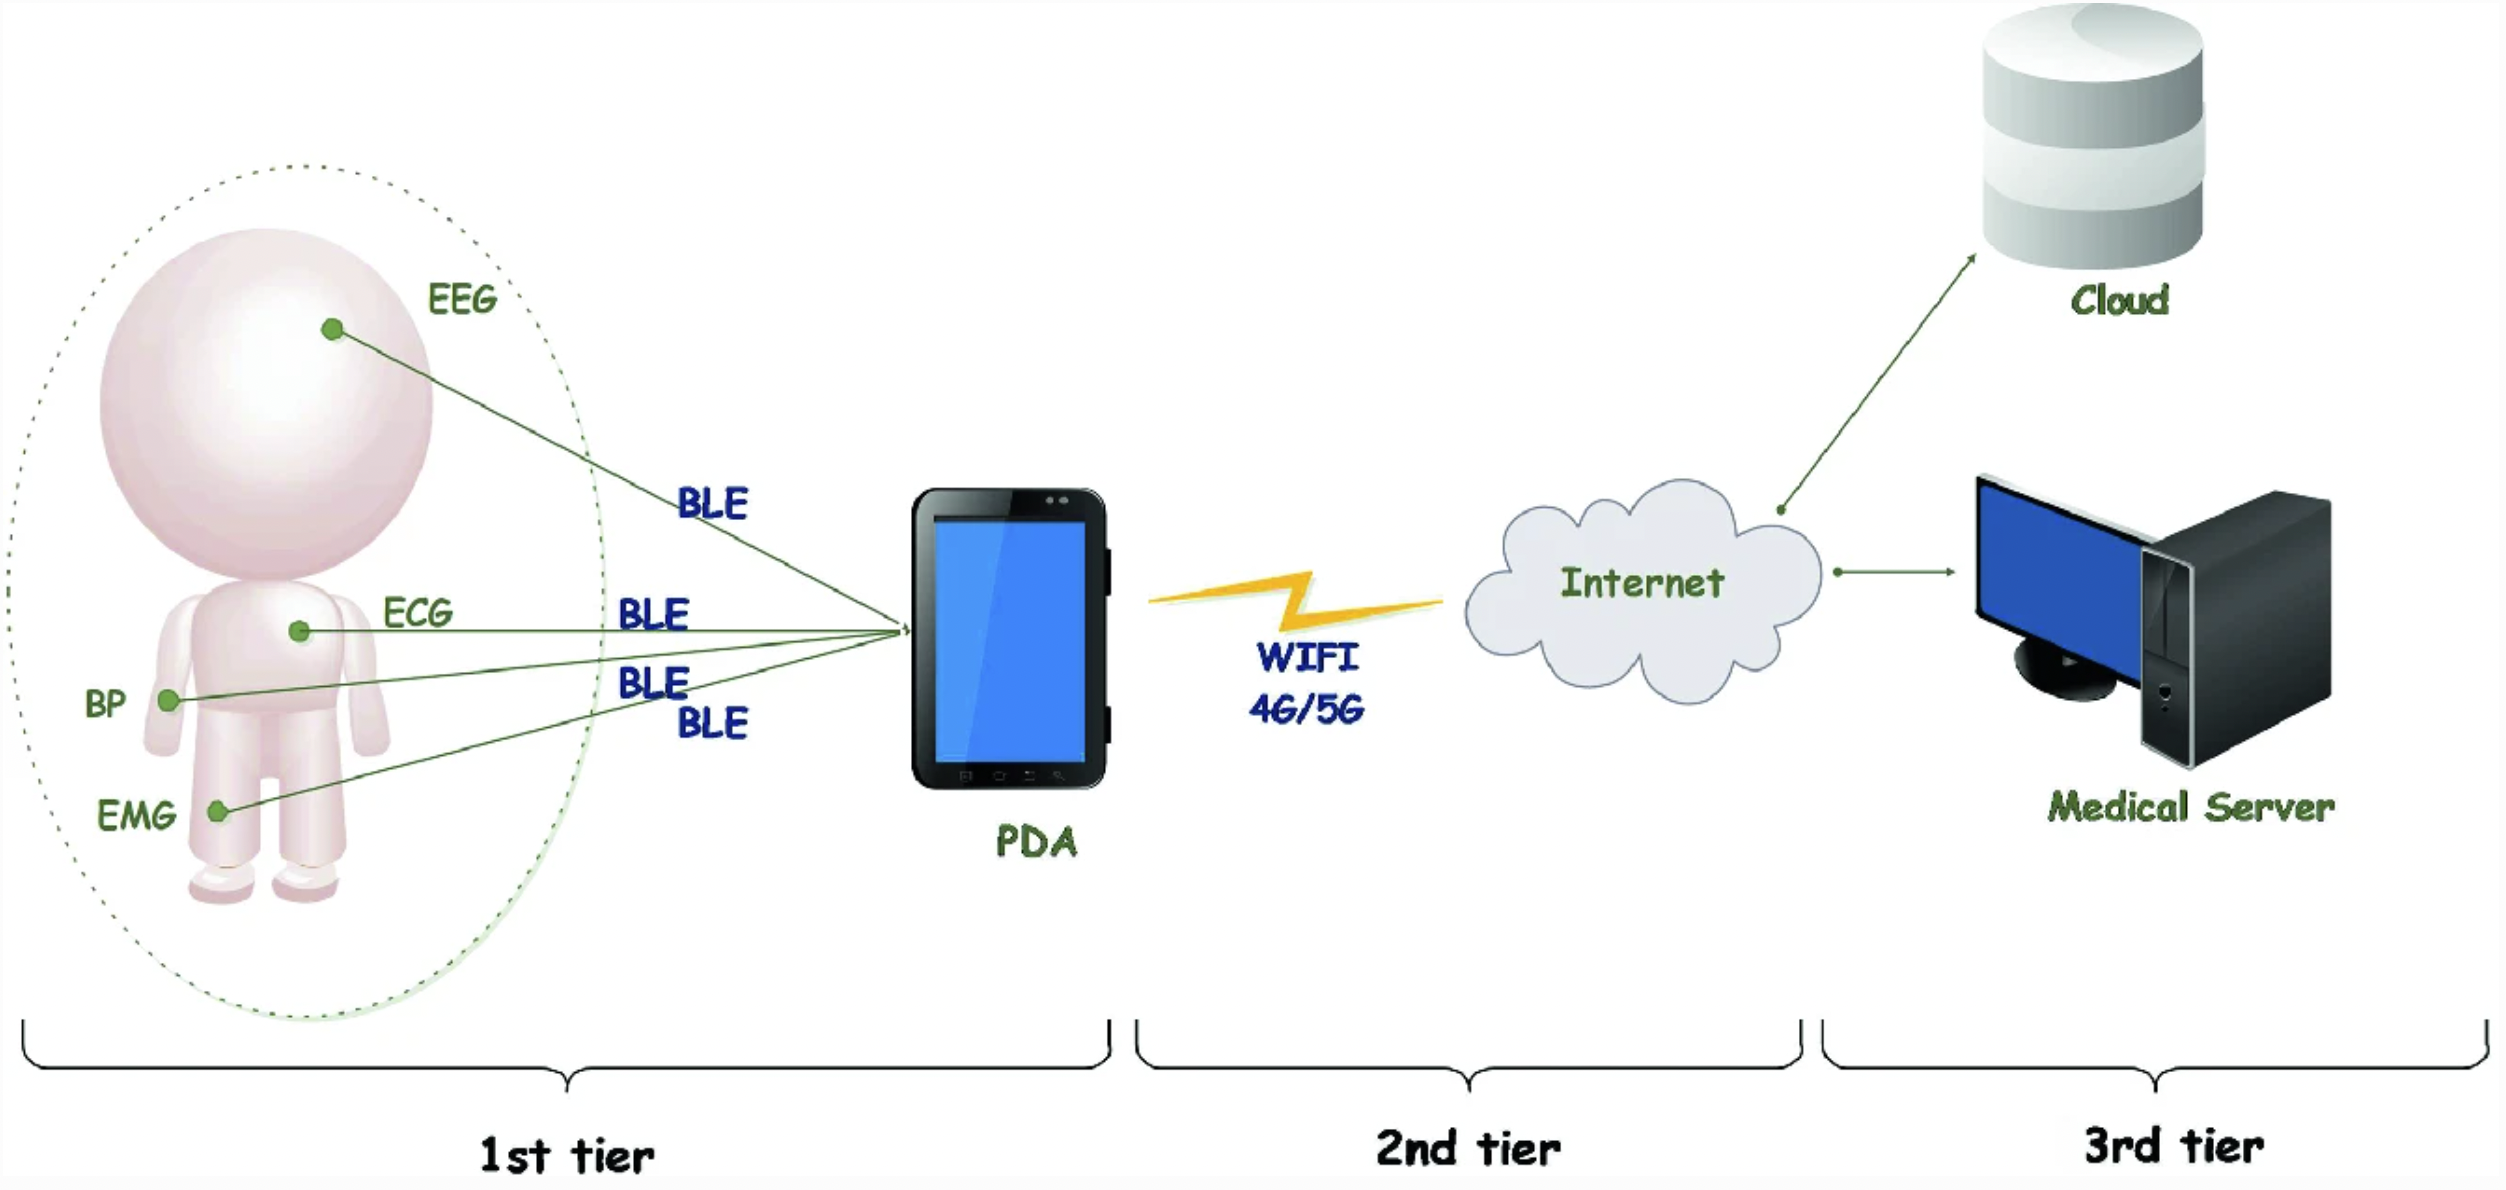 Cloud
EEG
BLE
Internet
ECG
BLE
BP
BLE
BLE
WIFI
4G/5G
EMG
PDA
Medical Server
1st tier
2nd tier
3rd tier